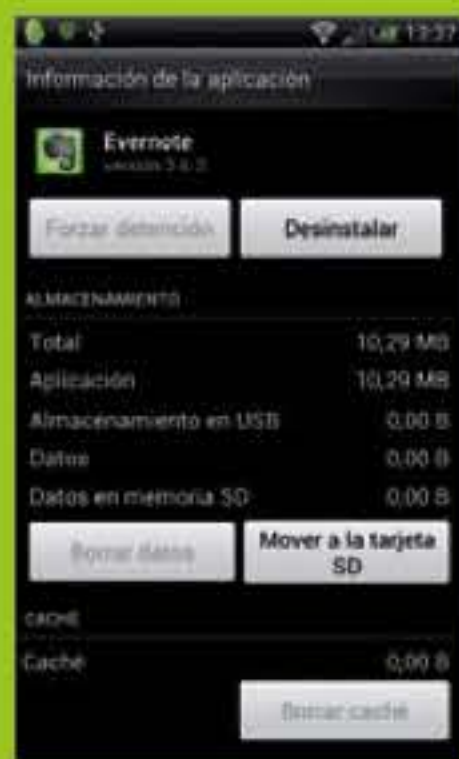 13:37
Información de la aplicación
Evernote
Forzar detención
Desinstalar
ALMACENAMIENTO
Total 10,29 MB
Aplicación 10,29 MB
Almacenamiento en USB 0,00 B
Datos 0,00 B
Datos en memoria SD 0,00 B
Borrar datos
Mover a la tarjeta
SD
CACHÉ
Caché 0,00 B
Borrar caché